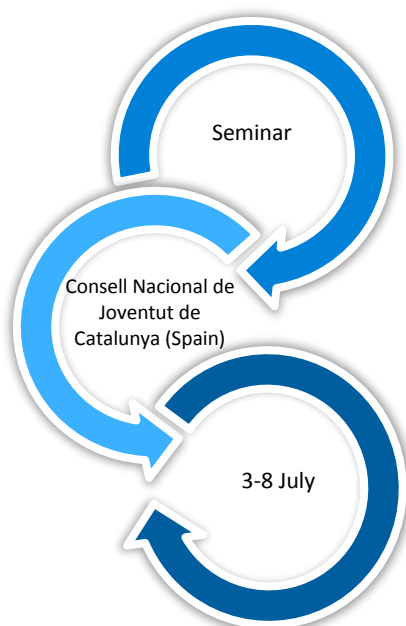 Seminar
Consell Nacional de
Joventut de
Catalunya (Spain)
3-8 July